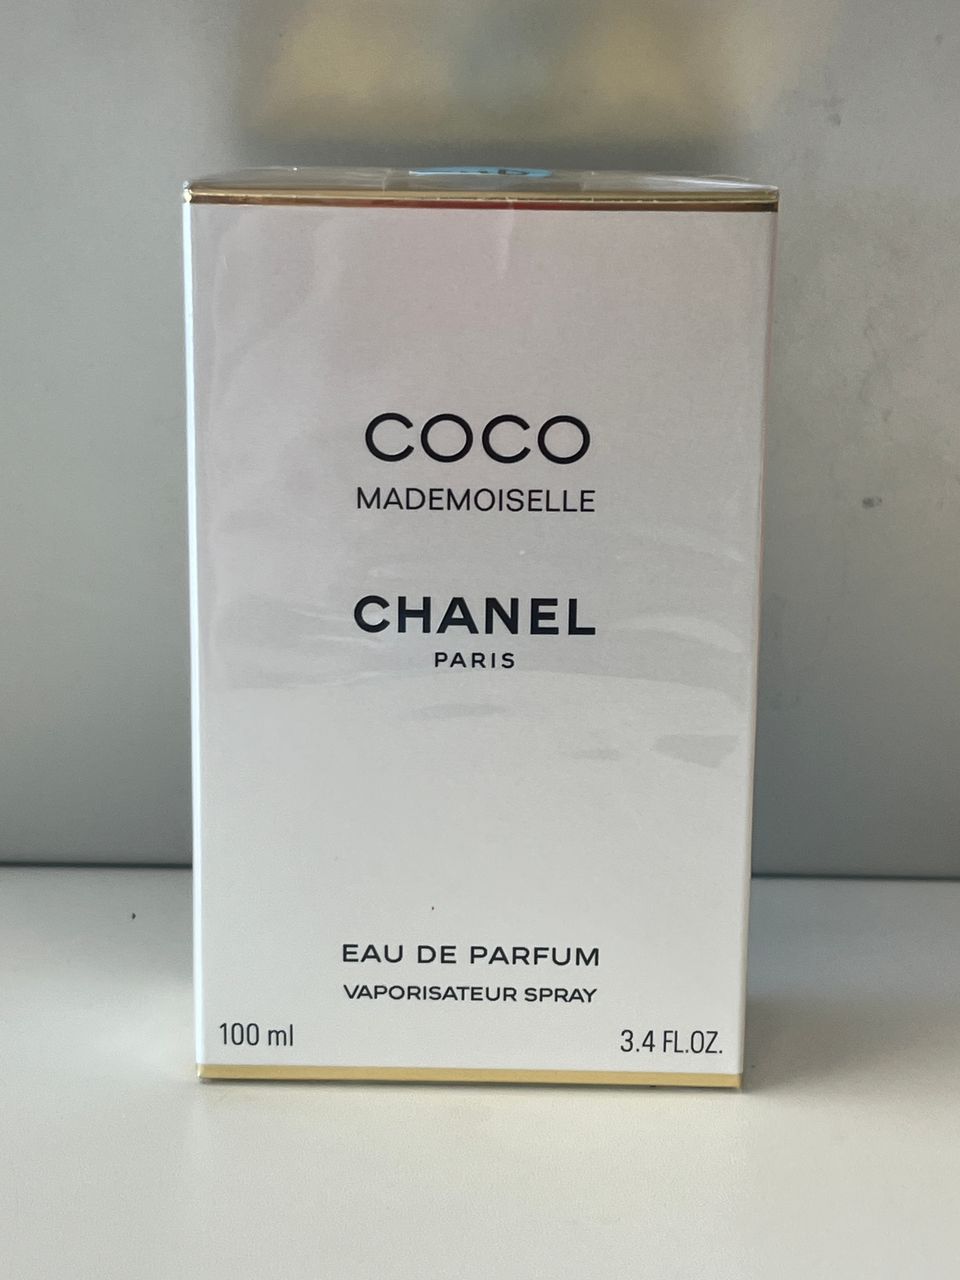 COCO
MADEMOISELLE
CHANEL
PARIS
EAU DE PARFUM
VAPORISATEUR SPRAY
100 ml
3.4 FL.OZ.